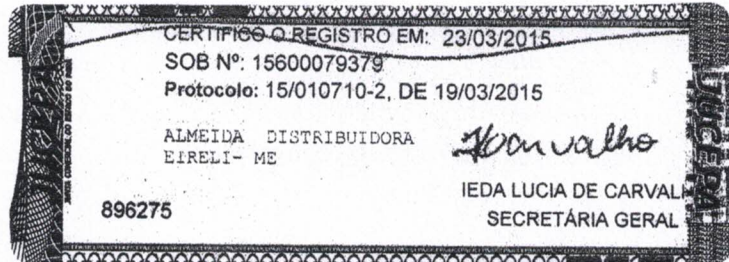 CERTIFICO O REGISTRO EM: 23/03/2015
SOB Nº: 15600079379
Protocolo: 15/010710-2, DE 19/03/2015
ALMEIDA DISTRIBUIDORA
EIRELI- ME
IEDA LUCIA DE CARVAL
SECRETÁRIA GERAL
896275
JUCEPA